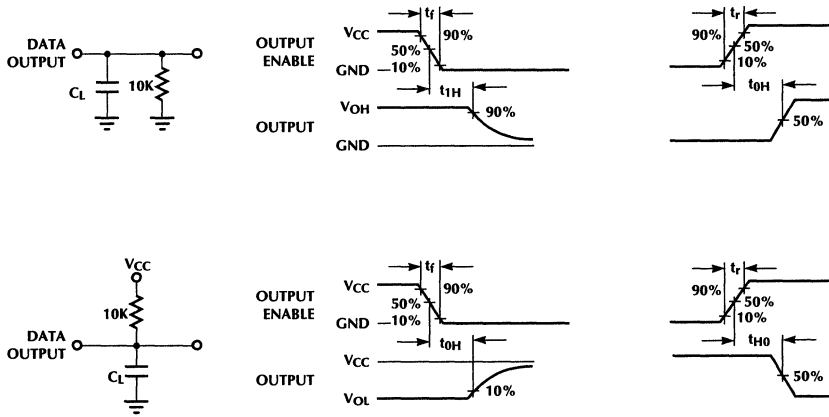 DATA
OUTPUT
CL
10K
OUTPUT
ENABLE
VCC
50%
10%
GND
tf
90%
t1H
OUTPUT
VOH
90%
GND
tr
90%
50%
10%
t0H
50%
VCC
10K
DATA
OUTPUT
CL
OUTPUT
ENABLE
VCC
50%
10%
GND
tf
90%
t0H
OUTPUT
VCC
VOL
10%
tr
90%
50%
10%
tH0
50%